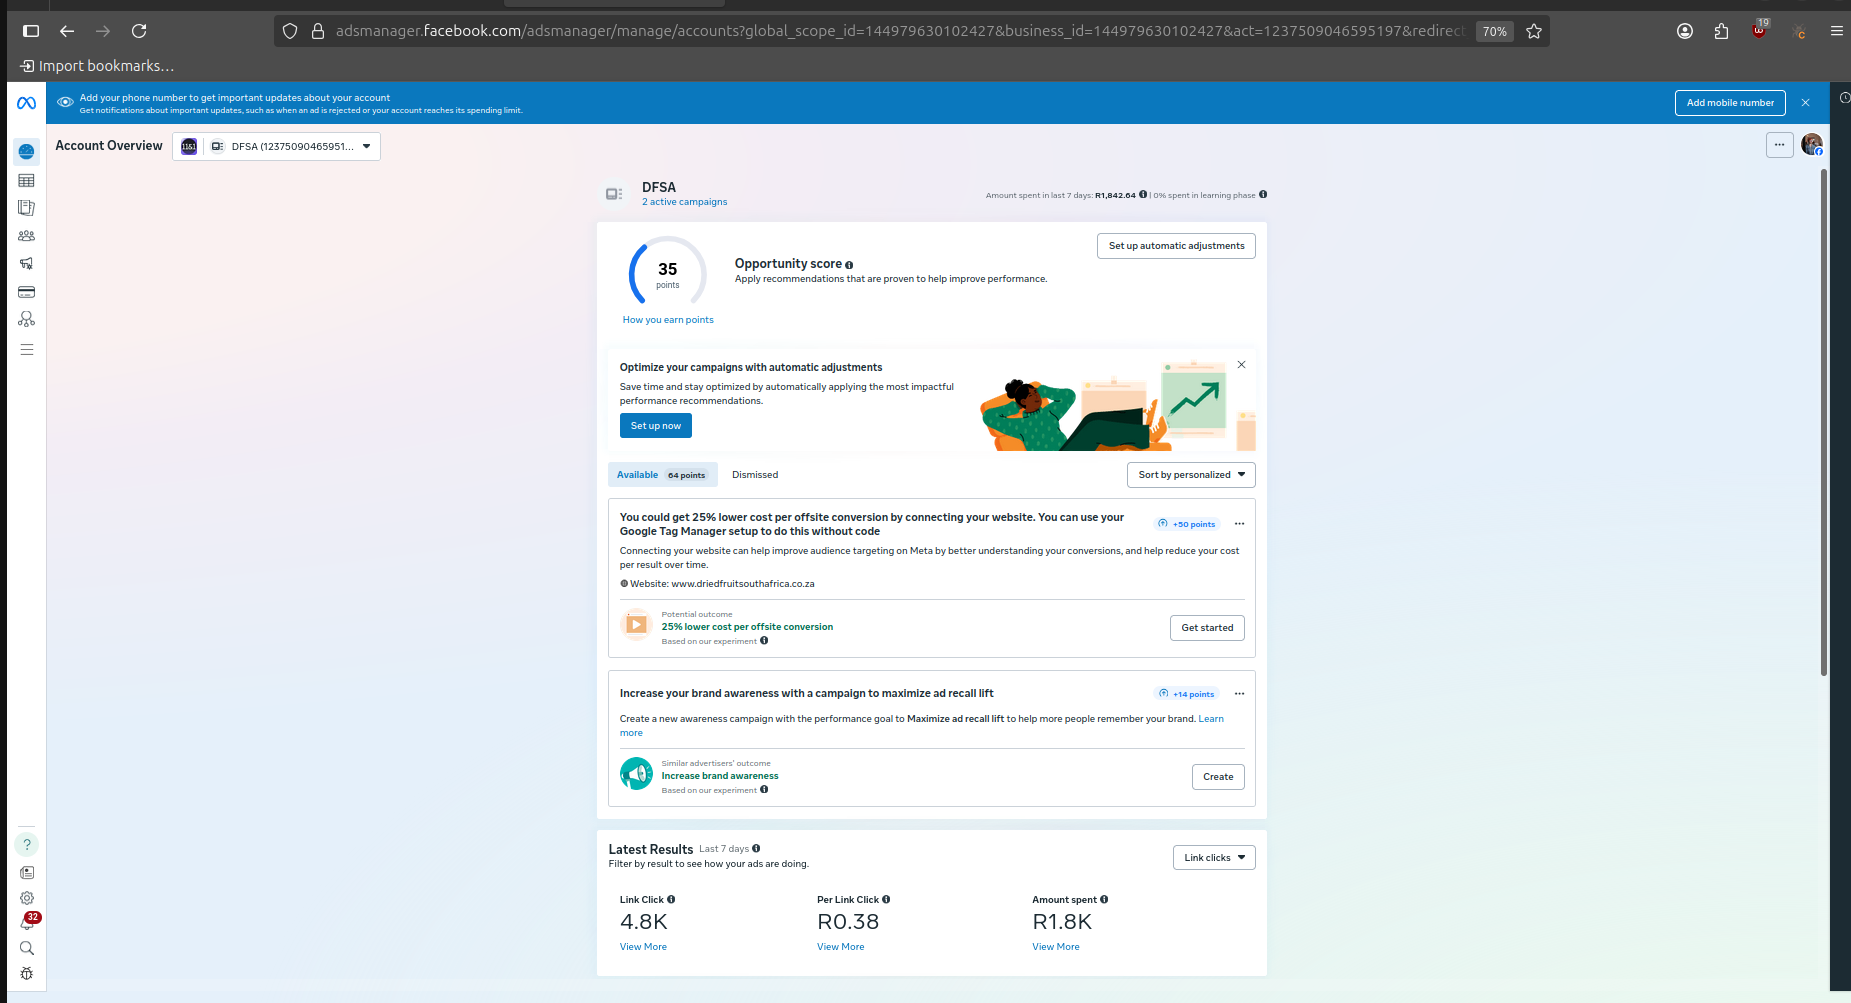 adsmanager.facebook.com/adsmanager/manage/accounts?global_scope_id=144979630102427&business_id=144979630102427&act=1237509046595197&redirect
70%
19
Import bookmarks…
Add your phone number to get important updates about your account
Get notifications about important updates, such as when an ad is rejected or your account reaches its spending limit.
Add mobile number
Account Overview
1151
DFSA (12375090465951...
DFSA
2 active campaigns
Amount spent in last 7 days: R1,842.64 | 0% spent in learning phase
35
points
How you earn points
Opportunity score
Apply recommendations that are proven to help improve performance.
Set up automatic adjustments
Optimize your campaigns with automatic adjustments
Save time and stay optimized by automatically applying the most impactful
performance recommendations.
Set up now
Available 64 points
Dismissed
Sort by personalized
You could get 25% lower cost per offsite conversion by connecting your website. You can use your
Google Tag Manager setup to do this without code
+50 points
Connecting your website can help improve audience targeting on Meta by better understanding your conversions, and help reduce your cost
per result over time.
Website: www.driedfruitsouthafrica.co.za
Potential outcome
25% lower cost per offsite conversion
Based on our experiment
Get started
Increase your brand awareness with a campaign to maximize ad recall lift
+14 points
Create a new awareness campaign with the performance goal to Maximize ad recall lift to help more people remember your brand. Learn
more
Similar advertisers' outcome
Increase brand awareness
Based on our experiment
Create
Latest Results Last 7 days
Filter by result to see how your ads are doing.
Link clicks
Link Click
4.8K
View More
Per Link Click
R0.38
View More
Amount spent
R1.8K
View More
32